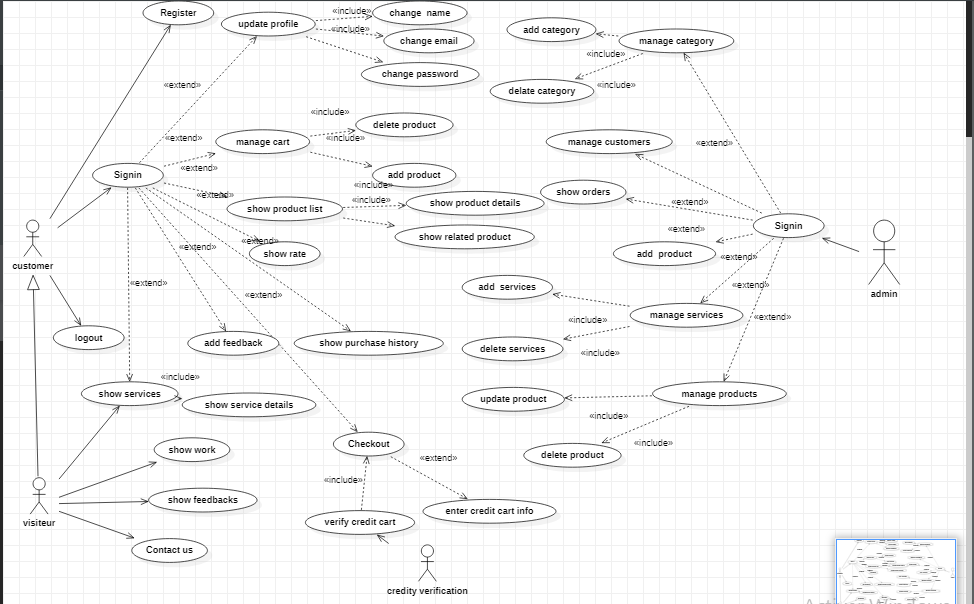 Register
update profile
«include»
change  name
«include»
change email
change password
add category
manage category
«include»
delate category
«include»
«extend»
«include»
delete product
«extend»
manage cart
«include»
manage customers
«extend»
Signin
«extend»
add product
«include»
«extend»
«include»
show product list
show product details
show orders
«extend»
show related product
«extend»
«extend»
show rate
Signin
«extend»
add  product
«extend»
customer
admin
«extend»
«extend»
add  services
«extend»
manage services
«include»
«extend»
logout
add feedback
show purchase history
delete services
«include»
«include»
show services
show service details
update product
manage products
«include»
«include»
show work
Checkout
«extend»
delete product
«include»
show feedbacks
enter credit cart info
visiteur
verify credit cart
Contact us
credity verification